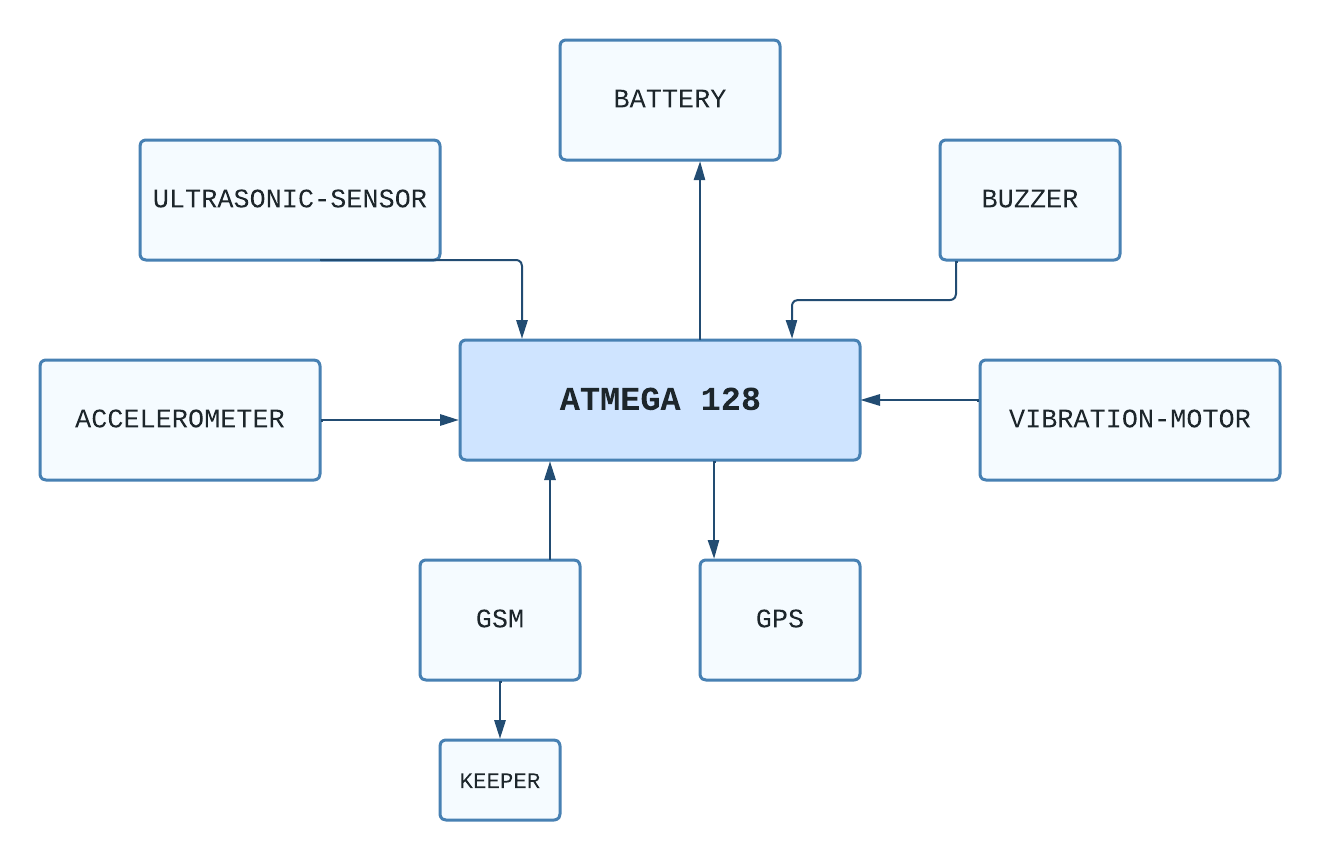 BATTERY
ULTRASONIC-SENSOR
BUZZER
ATMEGA 128
ACCELEROMETER
VIBRATION-MOTOR
GSM
GPS
KEEPER